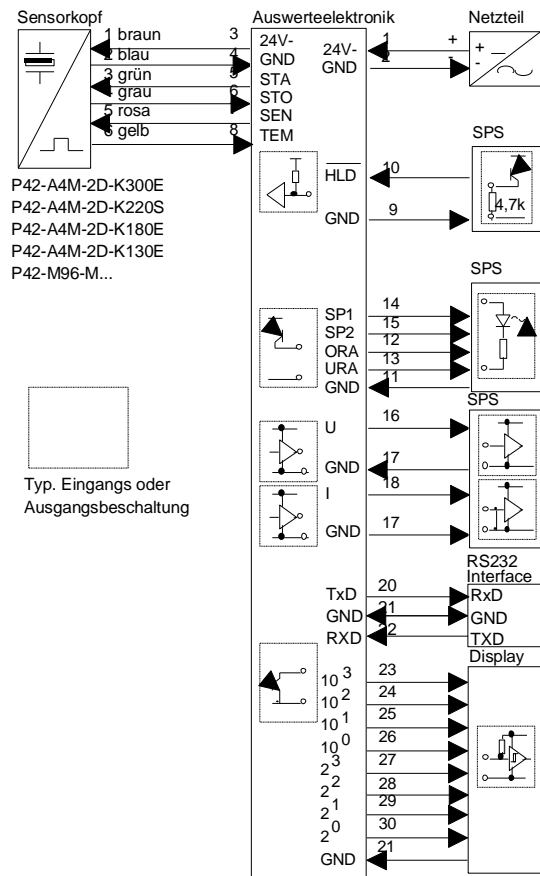 Sensorkopf Auswerteelektronik Netzteil
1 braun 3 24V- 24V- 1 + +
2 blau 4 GND GND 2 - -
3 grün 5 STA
4 grau 6 STO
5 rosa 7 SEN
6 gelb 8 TEM
SPS
HLD 10
4,7k
GND 9
P42-A4M-2D-K300E
P42-A4M-2D-K220S
P42-A4M-2D-K180E
P42-A4M-2D-K130E
P42-M96-M...
SPS
SP1 14
SP2 15
ORA 12
URA 13
GND 11
SPS
U 16
GND 17
I 18
GND 17
Typ. Eingangs oder
Ausgangsbeschaltung
RS232
Interface
TxD 20 RxD
GND 21 GND
RXD 22 TXD
Display
10³ 23
10² 24
10¹ 25
10⁰ 26
2³ 27
2² 28
2¹ 29
2⁰ 30
GND 21